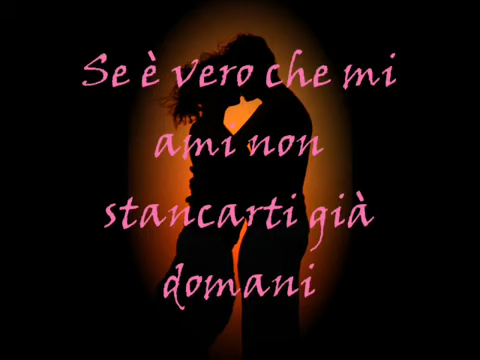 Se è vero che mi
ami non
stancarti già
domani